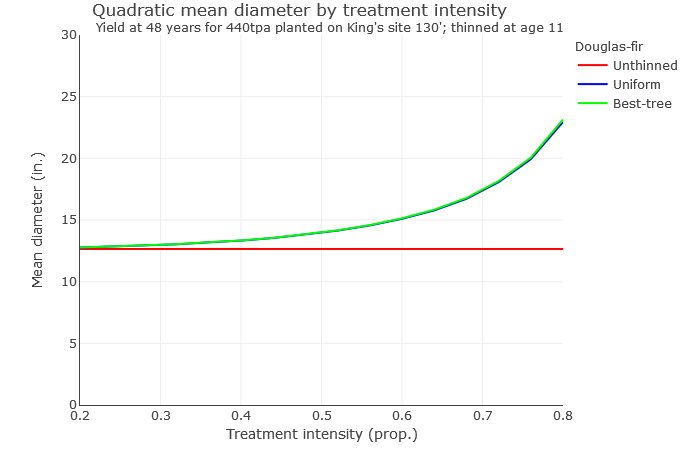 Quadratic mean diameter by treatment intensity
Yield at 48 years for 440tpa planted on King's site 130'; thinned at age 11
Douglas-fir
Unthinned
Uniform
Best-tree
Mean diameter (in.)
30
25
20
15
10
5
0
0.2 0.3 0.4 0.5 0.6 0.7 0.8
Treatment intensity (prop.)